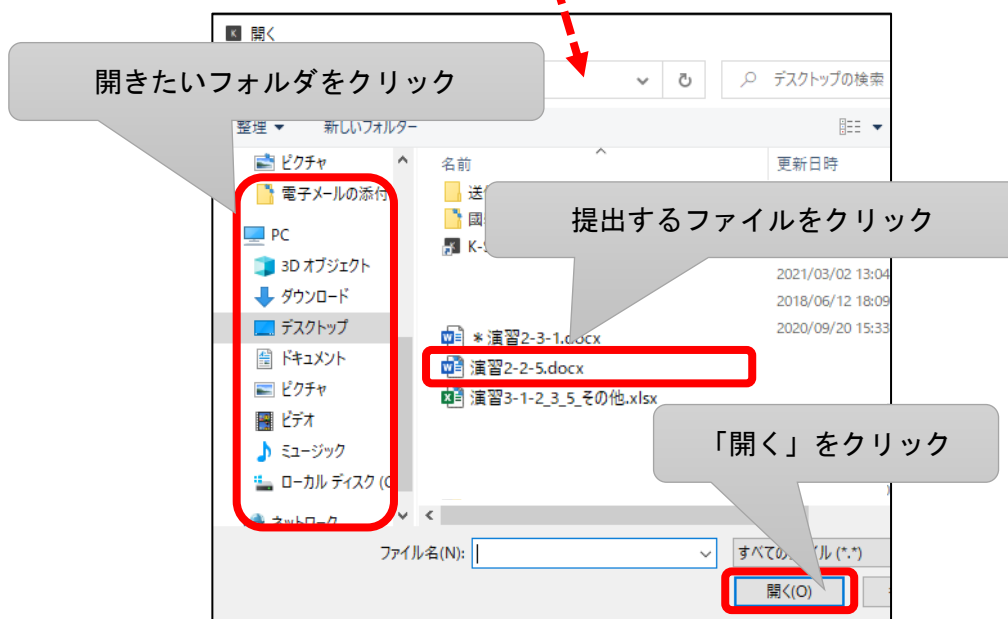 開く
開きたいフォルダをクリック
デスクトップの検索
整理 新しいフォルダー
ピクチャ
電子メールの添付
PC
3D オブジェクト
ダウンロード
デスクトップ
ドキュメント
ピクチャ
ビデオ
ミュージック
ローカル ディスク (C
ネットワーク
名前 更新日時
送
國
K-
提出するファイルをクリック
2021/03/02 13:04
2018/06/12 18:09
2020/09/20 15:33
*演習2-3-1.docx
演習2-2-5.docx
演習3-1-2_3_5_その他.xlsx
「開く」をクリック
ファイル名(N):
すべての イル (*.*)
開く(O)